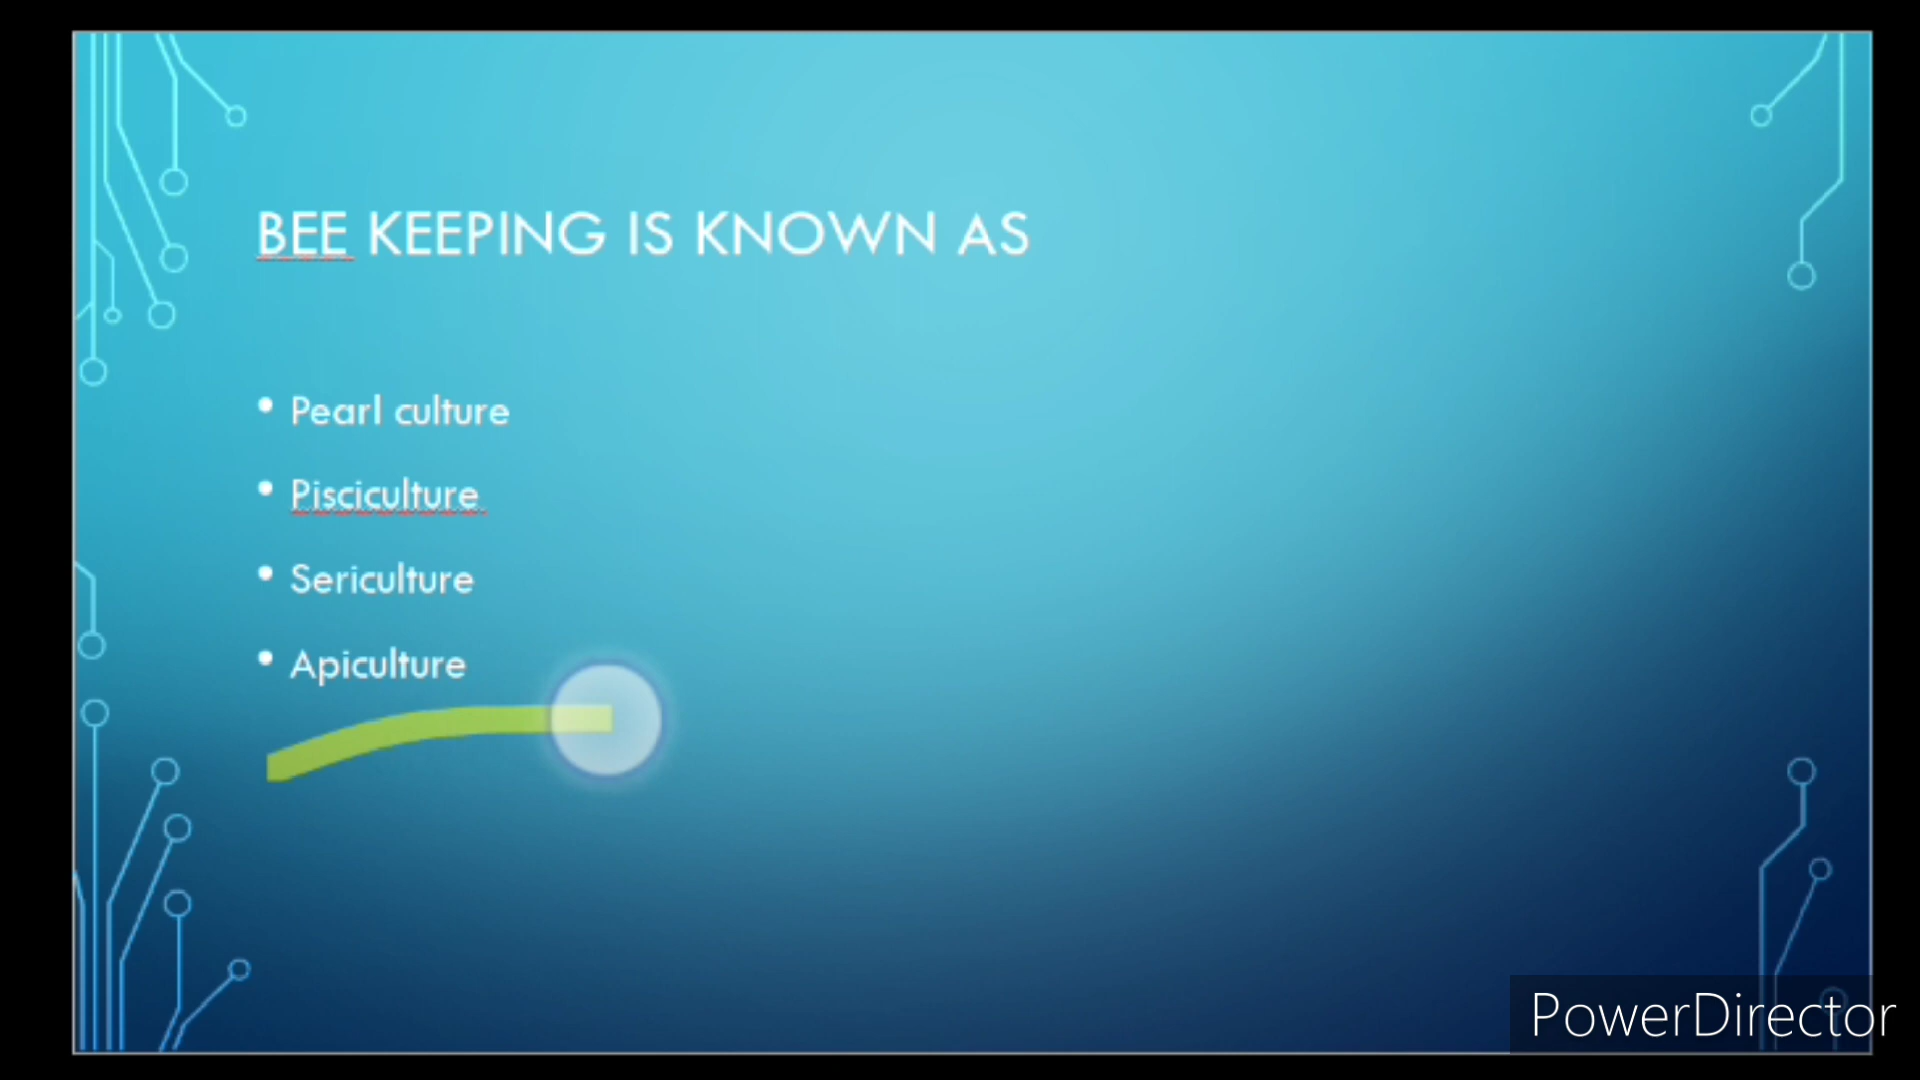 BEE KEEPING IS KNOWN AS
• Pearl culture
• Pisciculture
• Sericulture
• Apiculture
PowerDirector